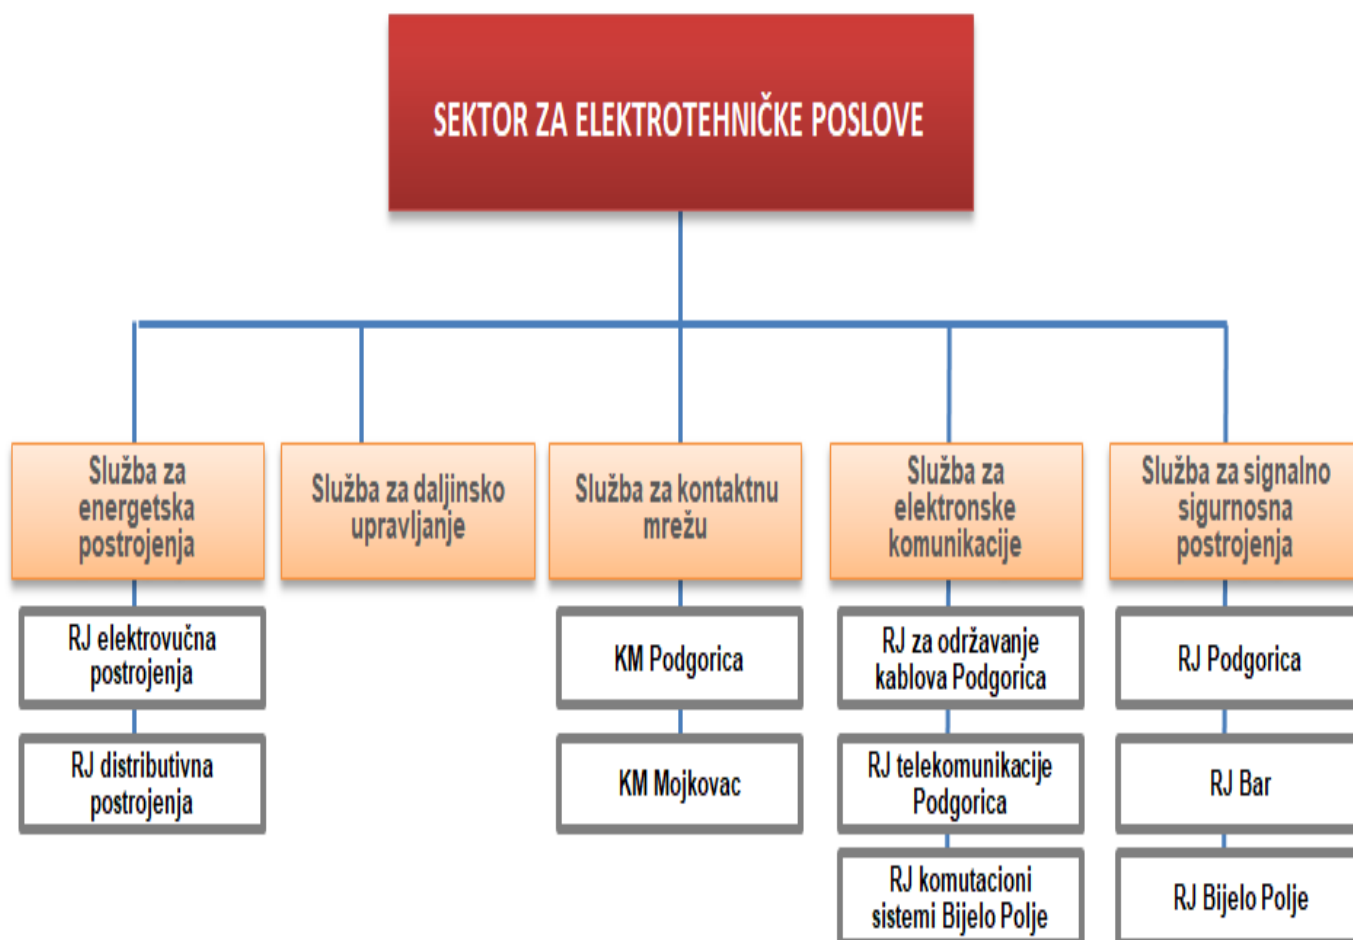 SEKTOR ZA ELEKTROTEHNIČKE POSLOVE
Služba za
energetska
postrojenja
Služba za daljinsko
upravljanje
Služba za kontaktnu
mrežu
Služba za
elektronske
komunikacije
Služba za signalno
sigurnosna
postrojenja
RJ elektrovučna
postrojenja
KM Podgorica
RJ za održavanje
kablova Podgorica
RJ Podgorica
RJ distributivna
postrojenja
KM Mojkovac
RJ telekomunikacije
Podgorica
RJ Bar
RJ komutacioni
sistemi Bijelo Polje
RJ Bijelo Polje